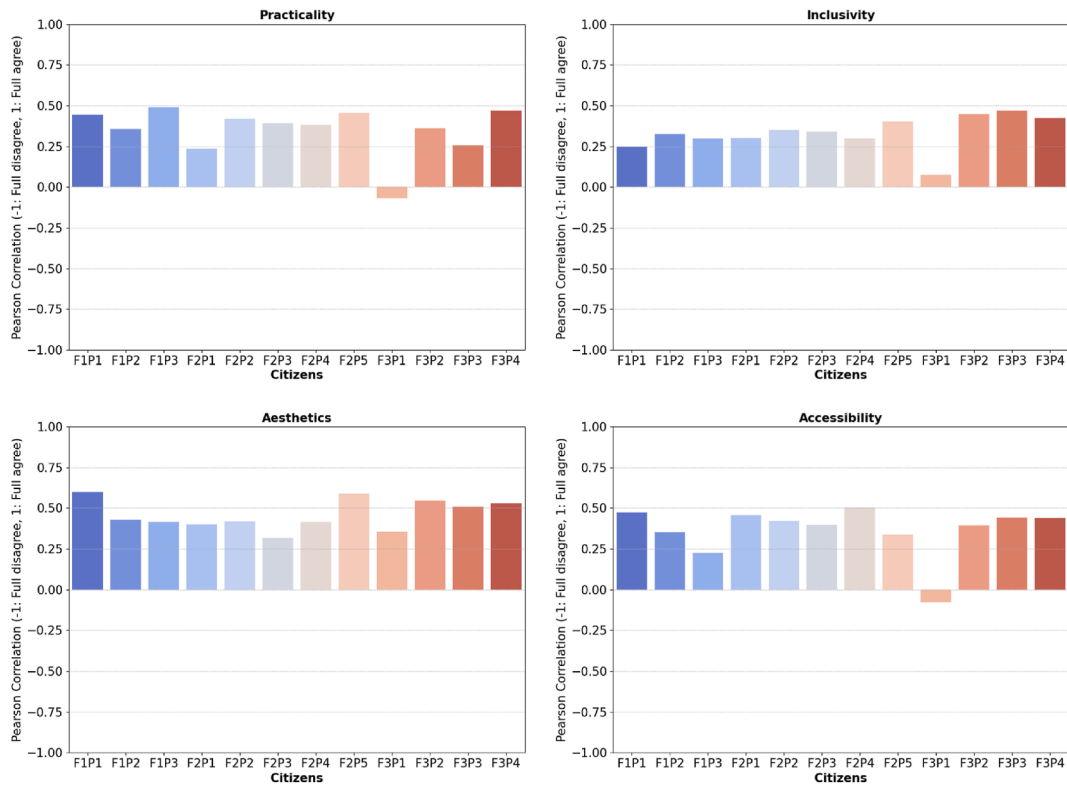 Practicality
Pearson Correlation (-1: Full disagree, 1: Full agree)
1.00
0.75
0.50
0.25
0.00
−0.25
−0.50
−0.75
−1.00
F1P1 F1P2 F1P3 F2P1 F2P2 F2P3 F2P4 F2P5 F3P1 F3P2 F3P3 F3P4
Citizens
Inclusivity
Pearson Correlation (-1: Full disagree, 1: Full agree)
1.00
0.75
0.50
0.25
0.00
−0.25
−0.50
−0.75
−1.00
F1P1 F1P2 F1P3 F2P1 F2P2 F2P3 F2P4 F2P5 F3P1 F3P2 F3P3 F3P4
Citizens
Aesthetics
Pearson Correlation (-1: Full disagree, 1: Full agree)
1.00
0.75
0.50
0.25
0.00
−0.25
−0.50
−0.75
−1.00
F1P1 F1P2 F1P3 F2P1 F2P2 F2P3 F2P4 F2P5 F3P1 F3P2 F3P3 F3P4
Citizens
Accessibility
Pearson Correlation (-1: Full disagree, 1: Full agree)
1.00
0.75
0.50
0.25
0.00
−0.25
−0.50
−0.75
−1.00
F1P1 F1P2 F1P3 F2P1 F2P2 F2P3 F2P4 F2P5 F3P1 F3P2 F3P3 F3P4
Citizens